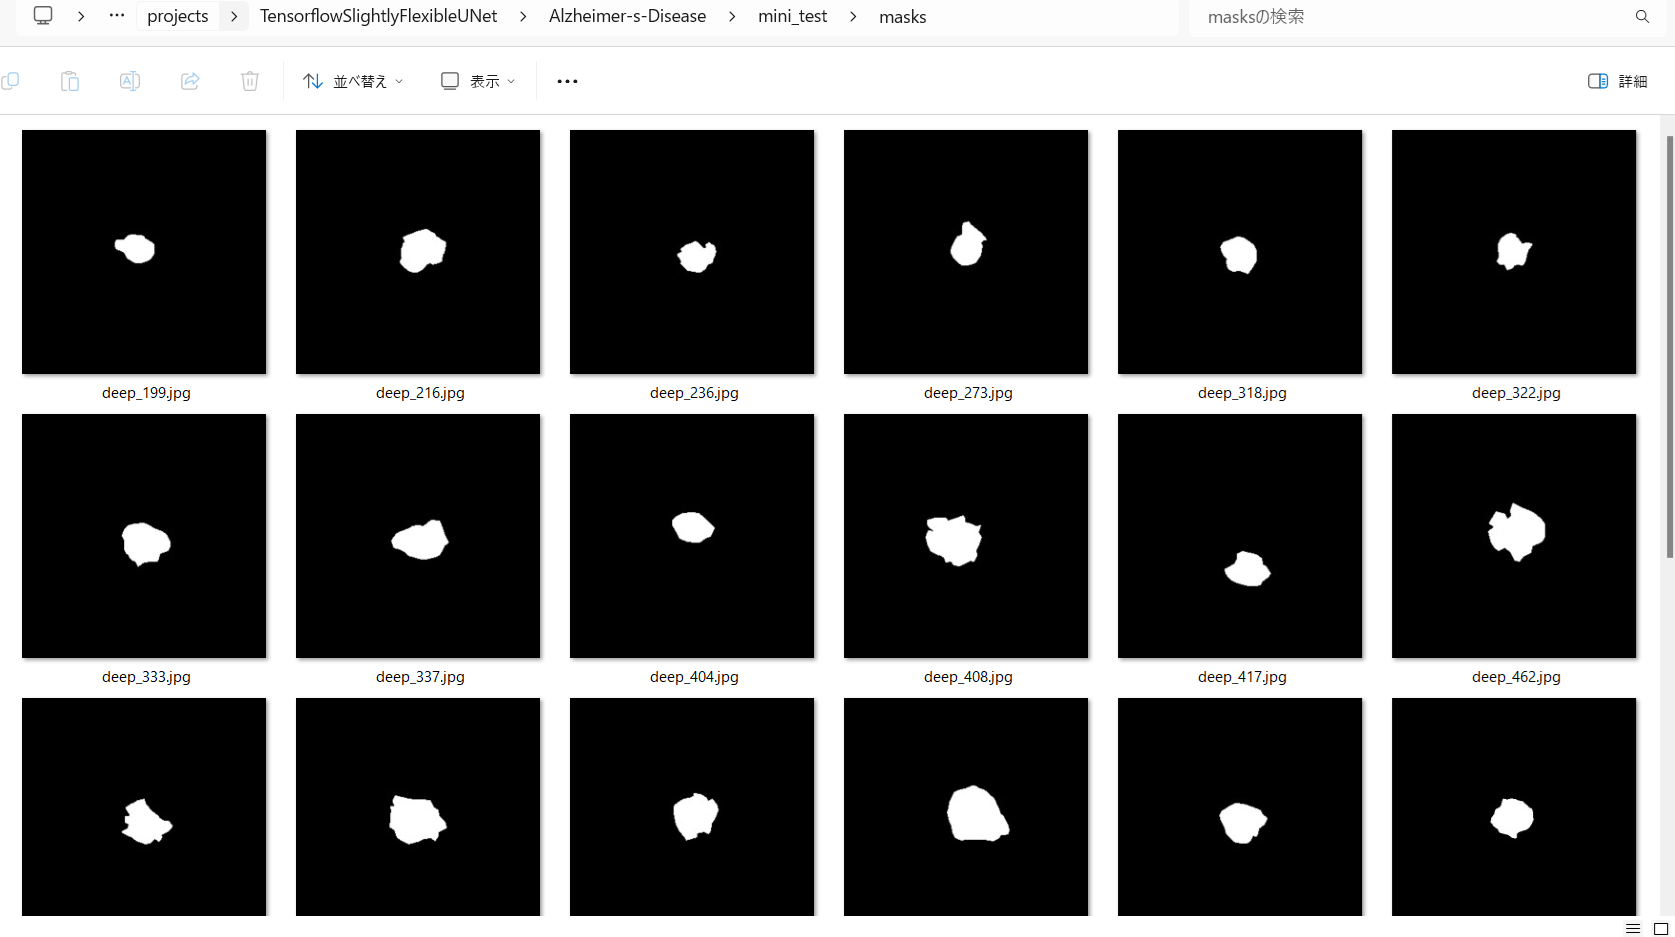 projects > TensorflowSlightlyFlexibleUNet > Alzheimer-s-Disease > mini_test > masks
masksの検索
並べ替え
表示
詳細
deep_199.jpg
deep_216.jpg
deep_236.jpg
deep_273.jpg
deep_318.jpg
deep_322.jpg
deep_333.jpg
deep_337.jpg
deep_404.jpg
deep_408.jpg
deep_417.jpg
deep_462.jpg